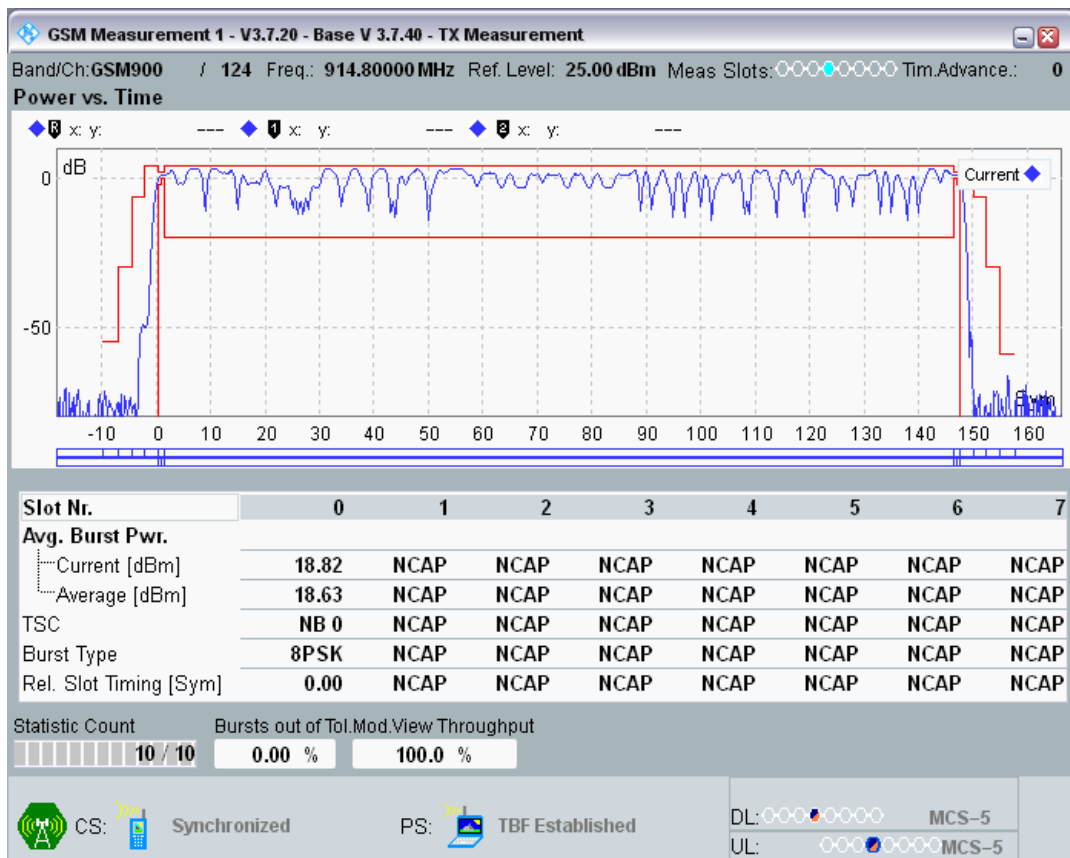 GSM Measurement 1 - V3.7.20 - Base V 3.7.40 - TX Measurement
Band/Ch:GSM900 / 124 Freq.: 914.80000 MHz Ref. Level: 25.00 dBm Meas Slots: Tim.Advance.: 0
Power vs. Time
R x: y: --- 1 x: y: --- 2 x: y: ---
dB
Current
0
-50
Sym
-10 0 10 20 30 40 50 60 70 80 90 100 110 120 130 140 150 160
Slot Nr. 0 1 2 3 4 5 6 7
Avg. Burst Pwr.
Current [dBm] 18.82 NCAP NCAP NCAP NCAP NCAP NCAP NCAP
Average [dBm] 18.63 NCAP NCAP NCAP NCAP NCAP NCAP NCAP
TSC NB 0 NCAP NCAP NCAP NCAP NCAP NCAP NCAP
Burst Type 8PSK NCAP NCAP NCAP NCAP NCAP NCAP NCAP
Rel. Slot Timing [Sym] 0.00 NCAP NCAP NCAP NCAP NCAP NCAP NCAP
Statistic Count Bursts out of Tol. Mod.View Throughput
10 / 10 0.00 % 100.0 %
CS: Synchronized PS: TBF Established
DL: MCS-5
UL: MCS-5